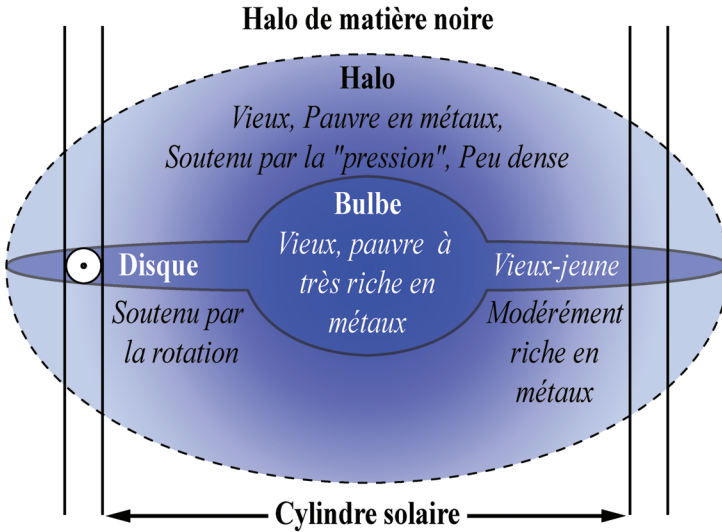 Halo de matière noire
Halo
Vieux, Pauvre en métaux,
Soutenu par la "pression", Peu dense
Bulbe
Vieux, pauvre à
très riche en
métaux
Disque
Soutenu par
la rotation
Vieux-jeune
Modérément
riche en
métaux
Cylindre solaire